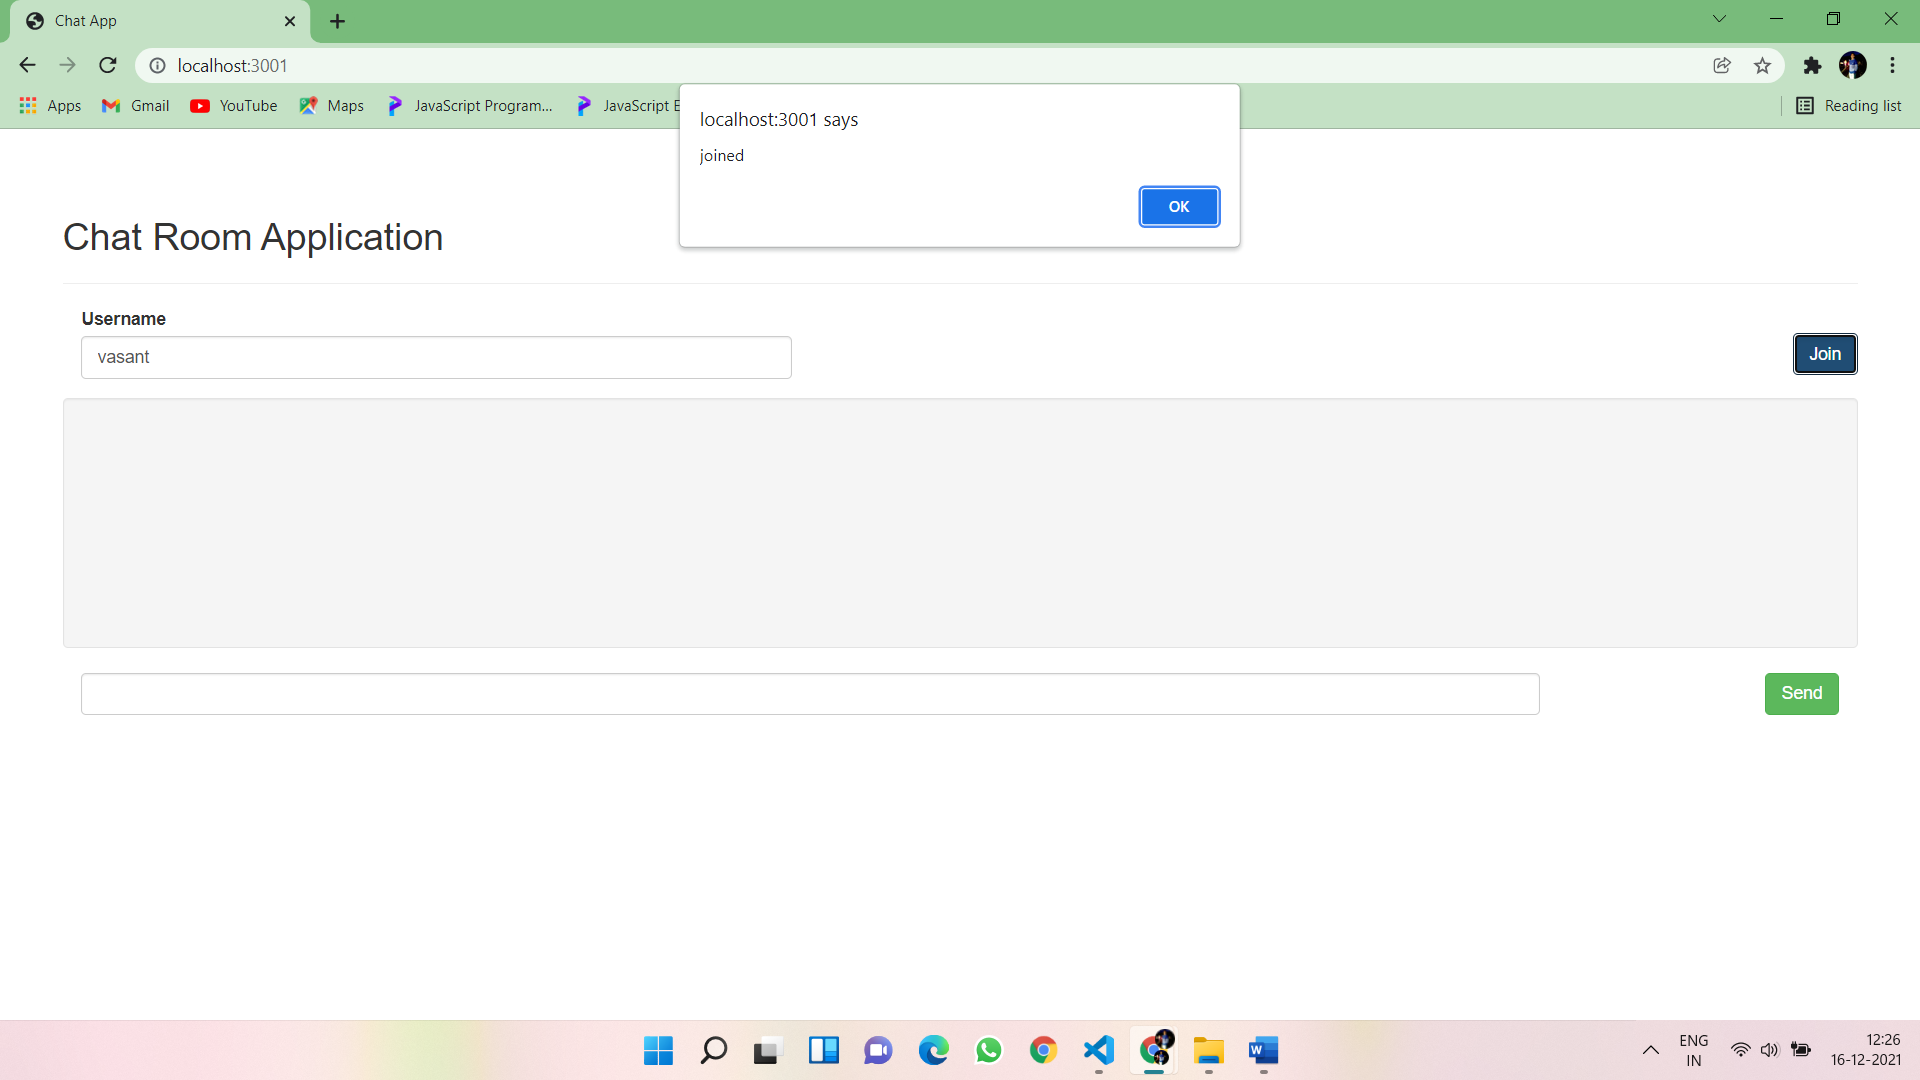 Chat App
localhost:3001
Apps Gmail YouTube Maps JavaScript Program... JavaScript E Reading list
localhost:3001 says
joined
OK
Chat Room Application
Username
vasant
Join
Send
ENG
IN
12:26
16-12-2021